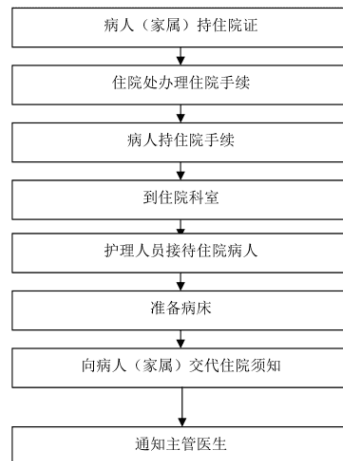 病人（家属）持住院证
住院处办理住院手续
病人持住院手续
到住院科室
护理人员接待住院病人
准备病床
向病人（家属）交代住院须知
通知主管医生